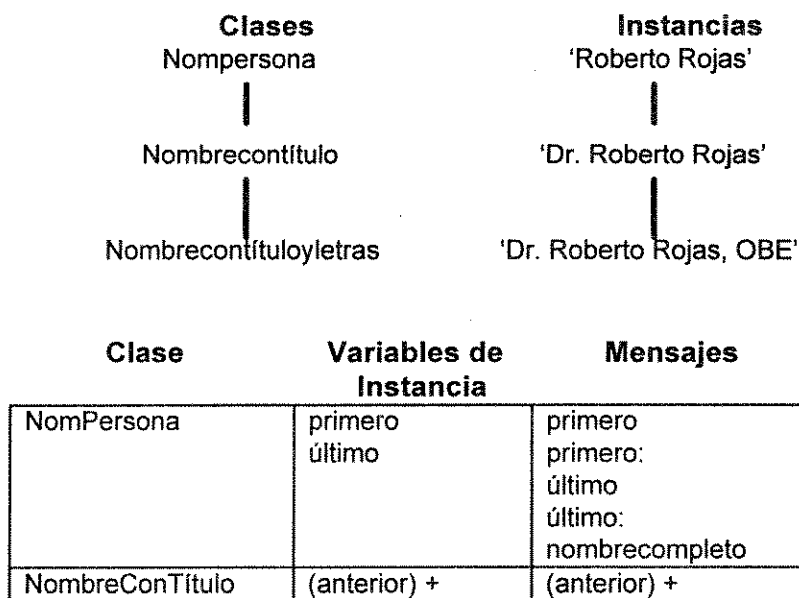 Clases Instancias
Nompersona 'Roberto Rojas'
Nombrecontítulo 'Dr. Roberto Rojas'
Nombrecontítuloyletras 'Dr. Roberto Rojas, OBE'
Clase Variables de Instancia Mensajes
NomPersona primero primero
último primero:
último
último:
nombrecompleto
NombreConTítulo (anterior) + (anterior) +